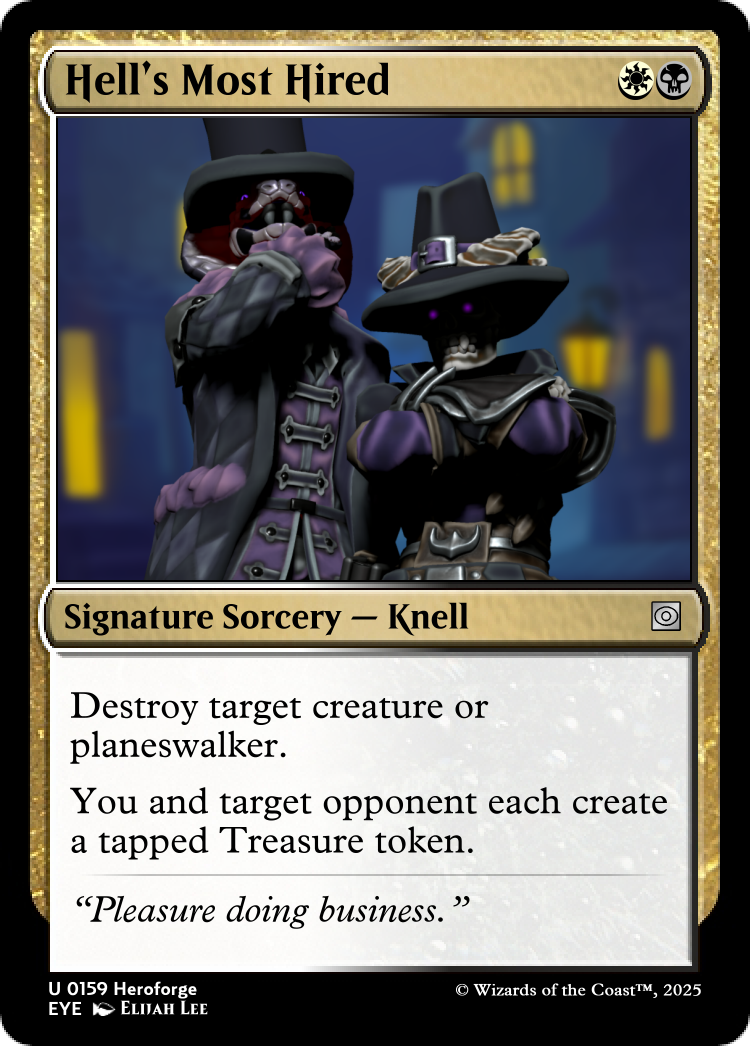 Hell's Most Hired
Signature Sorcery — Knell
Destroy target creature or
planeswalker.
You and target opponent each create
a tapped Treasure token.
“Pleasure doing business.”
U 0159 Heroforge
EYE Elijah Lee
© Wizards of the Coast™, 2025